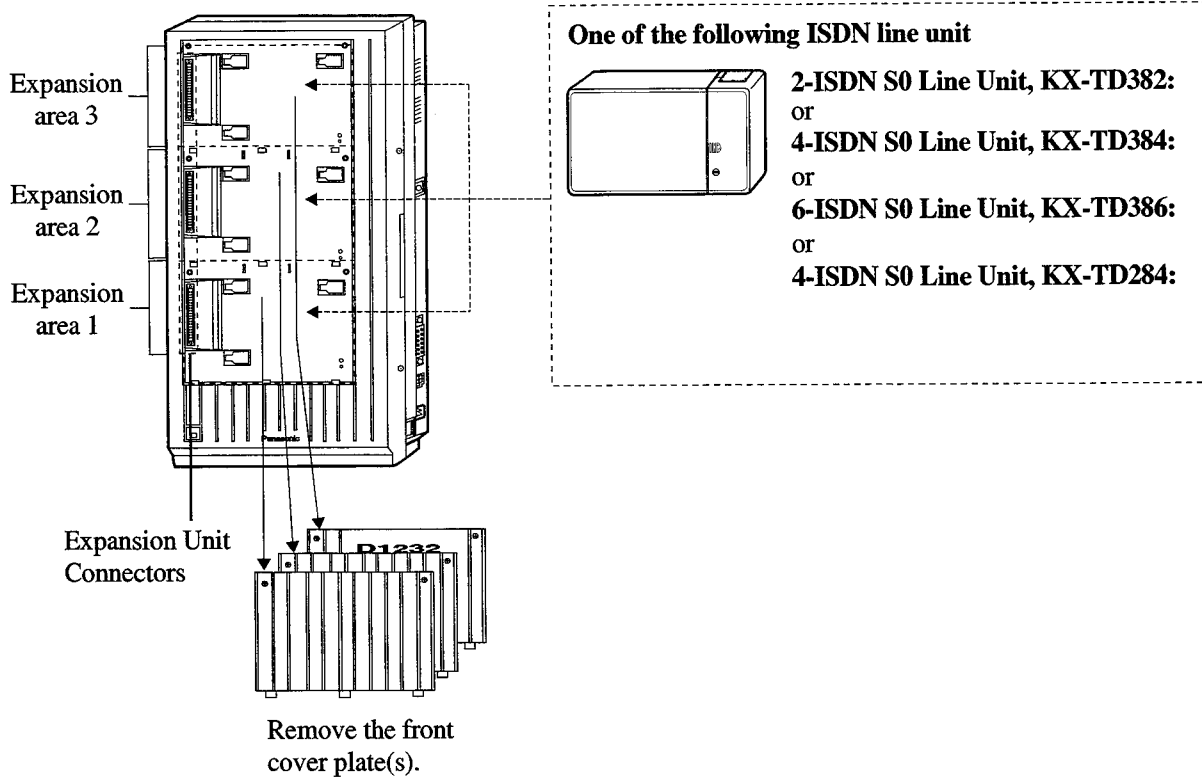 One of the following ISDN line unit
2-ISDN S0 Line Unit, KX-TD382:
or
4-ISDN S0 Line Unit, KX-TD384:
or
6-ISDN S0 Line Unit, KX-TD386:
or
4-ISDN S0 Line Unit, KX-TD284:
Expansion
area 3
Expansion
area 2
Expansion
area 1
Panasonic
Expansion Unit
Connectors
D1232
Remove the front
cover plate(s).